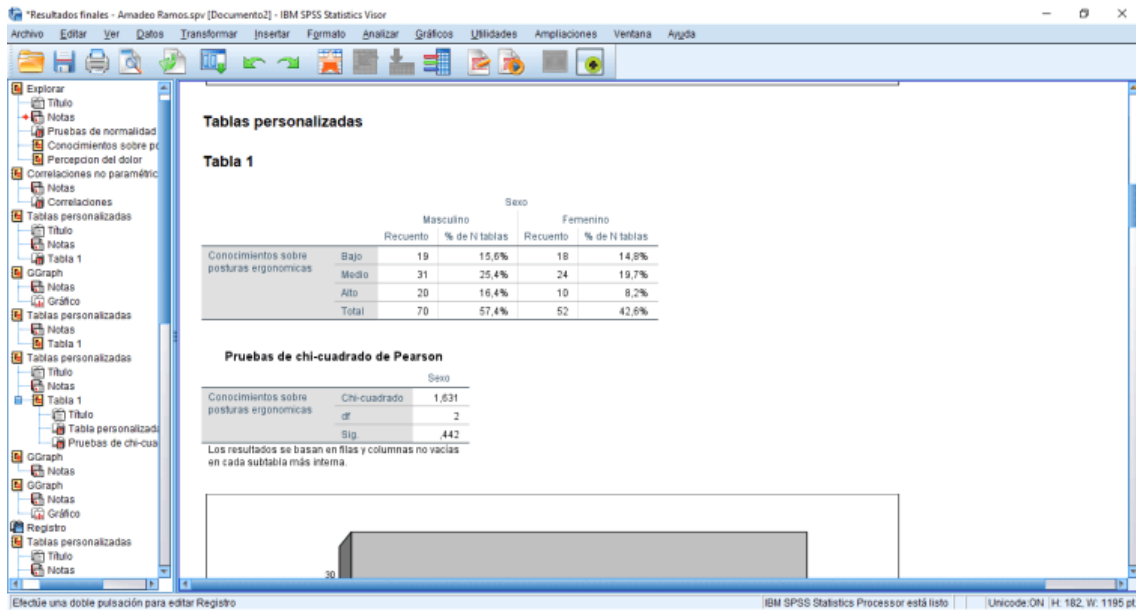 *Resultados finales - Amadeo Ramos.spv [Documento2] - IBM SPSS Statistics Visor
Archivo Editar Ver Datos Transformar Insertar Formato Analizar Gráficos Utilidades Ampliaciones Ventana Ayuda
Explorar
Título
Notas
Pruebas de normalidad
Conocimientos sobre po
Percepcion del dolor
Correlaciones no paramétric
Notas
Correlaciones
Tablas personalizadas
Título
Notas
Tabla 1
GGraph
Notas
Gráfico
Tablas personalizadas
Notas
Tabla 1
Tablas personalizadas
Título
Notas
Tabla 1
Título
Tabla personalizada
Pruebas de chi-cua
GGraph
Notas
GGraph
Notas
Gráfico
Registro
Tablas personalizadas
Título
Notas
Tablas personalizadas
Tabla 1
Sexo
Masculino Femenino
Recuento % de N tablas Recuento % de N tablas
Conocimientos sobre posturas ergonomicas Bajo 19 15,6% 18 14,8%
Medio 31 25,4% 24 19,7%
Alto 20 16,4% 10 8,2%
Total 70 57,4% 52 42,6%
Pruebas de chi-cuadrado de Pearson
Sexo
Conocimientos sobre posturas ergonomicas Chi-cuadrado 1,631
df 2
Sig. ,442
Los resultados se basan en filas y columnas no vacías
en cada subtabla más interna.
30
Efectúe una doble pulsación para editar Registro
IBM SPSS Statistics Processor está listo Unicode:ON H: 182, W: 1195 pt